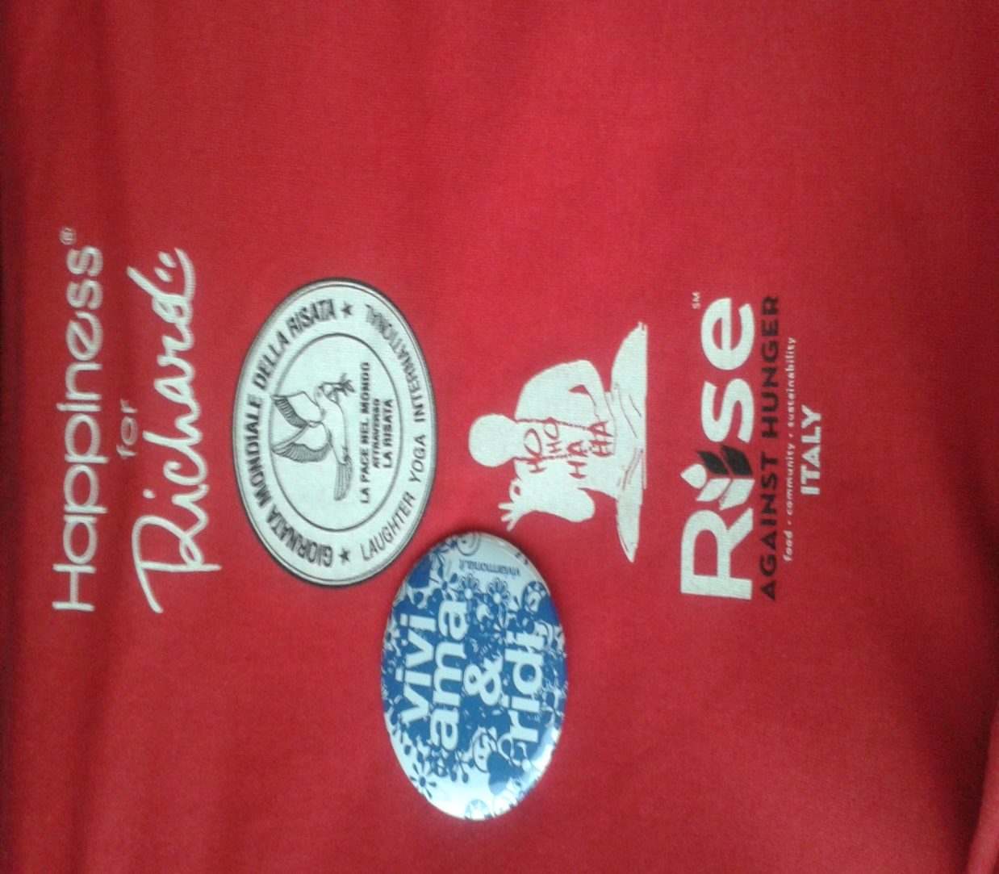 Happiness®
for
Richard
GIORNATA MONDIALE DELLA RISATA
LA PACE NEL MONDO
ATTRAVERSO
LA RISATA
LAUGHTER YOGA INTERNATIONAL
HO
HO
HA
HA
vivi
ama
&
ridi
viviamona.it
Rise℠
AGAINST HUNGER
food · community · sustainability
ITALY